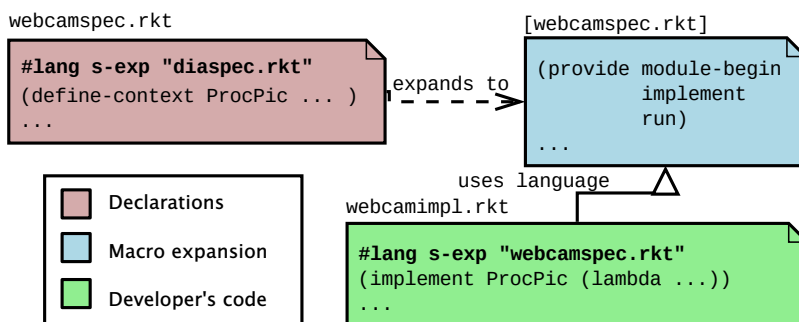 webcamspec.rkt
#lang s-exp "diaspec.rkt"
(define-context ProcPic ... )
...
expands to
[webcamspec.rkt]
(provide module-begin
implement
run)
...
uses language
webcamimpl.rkt
#lang s-exp "webcamspec.rkt"
(implement ProcPic (lambda ...))
...
Declarations
Macro expansion
Developer's code